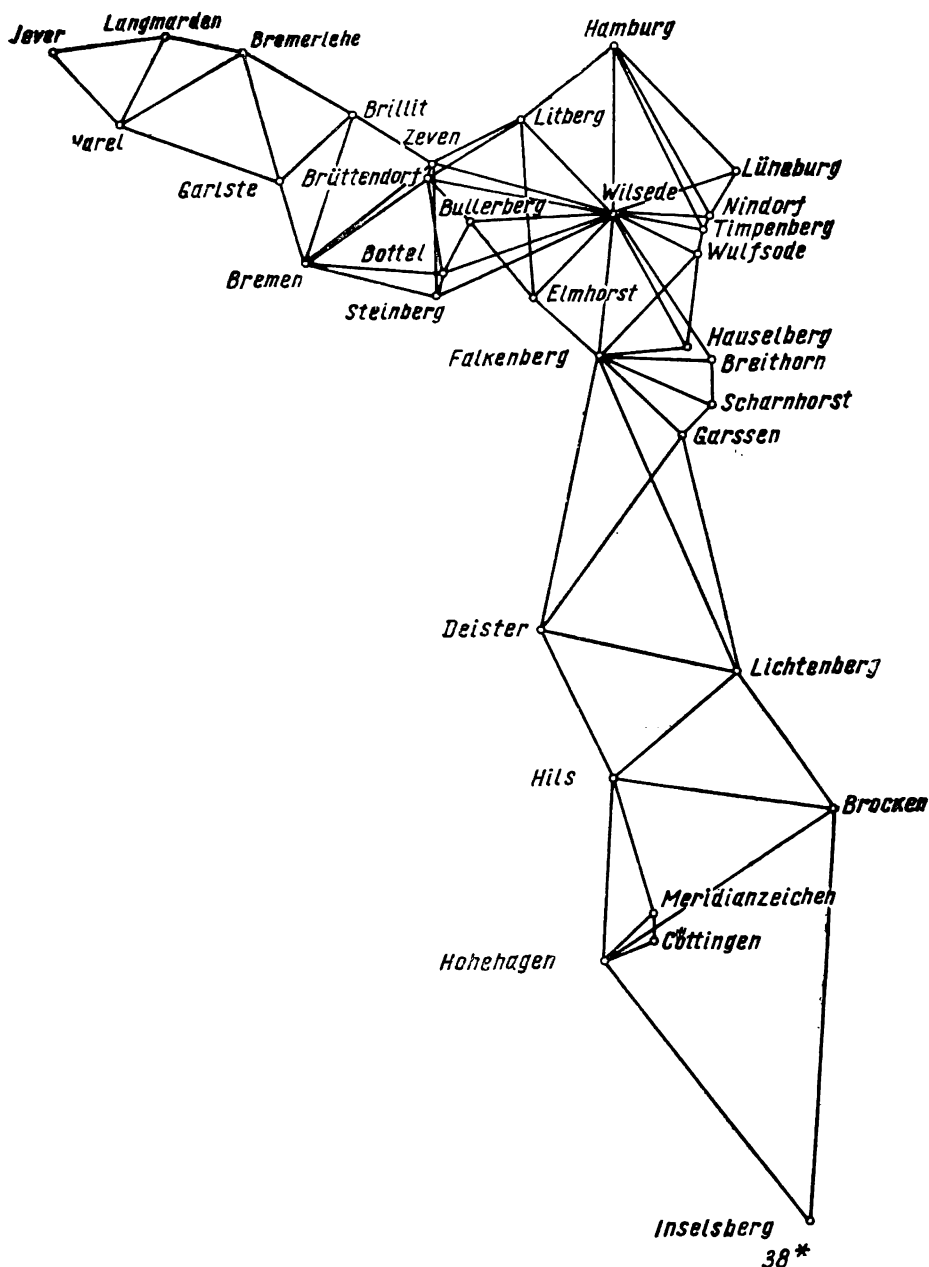 Hamburg
Langmarden
Jever
Bremerlehe
Brillit
Litberg
Varel
Zeven
Garlste
Brüttendorf
Lüneburg
Wilsede
Bullerberg
Nindorf
Timpenberg
Wulfsode
Bottel
Bremen
Steinberg
Elmhorst
Hauselberg
Falkenberg
Breithorn
Scharnhorst
Garssen
Deister
Lichtenberg
Hils
Brocken
Meridianzeichen
Göttingen
Hohehagen
Inselsberg
38*